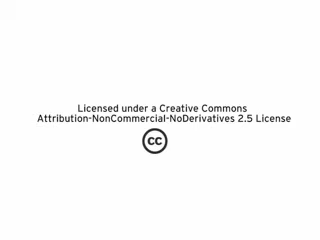 Licensed under a Creative Commons
Attribution-NonCommercial-NoDerivatives 2.5 License
cc